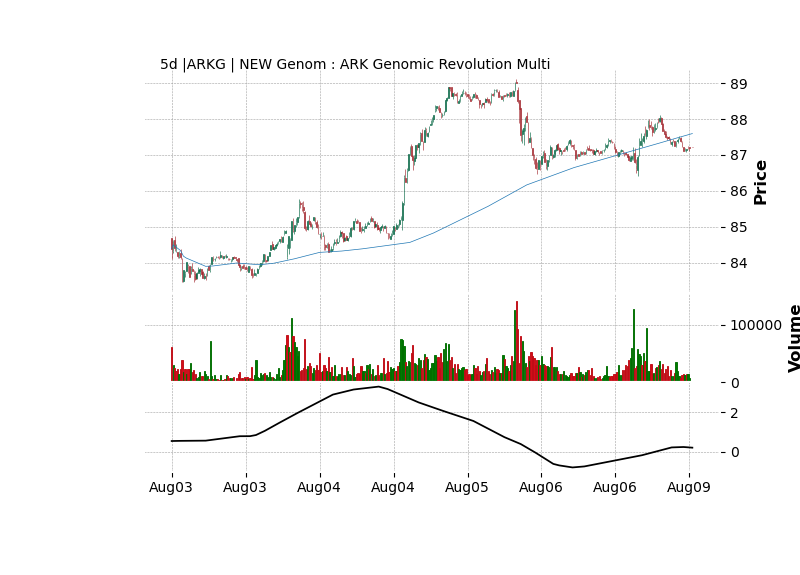 5d |ARKG | NEW Genom : ARK Genomic Revolution Multi
89
88
87
86
85
84
Price
100000
0
Volume
2
0
Aug03 Aug03 Aug04 Aug04 Aug05 Aug06 Aug06 Aug09